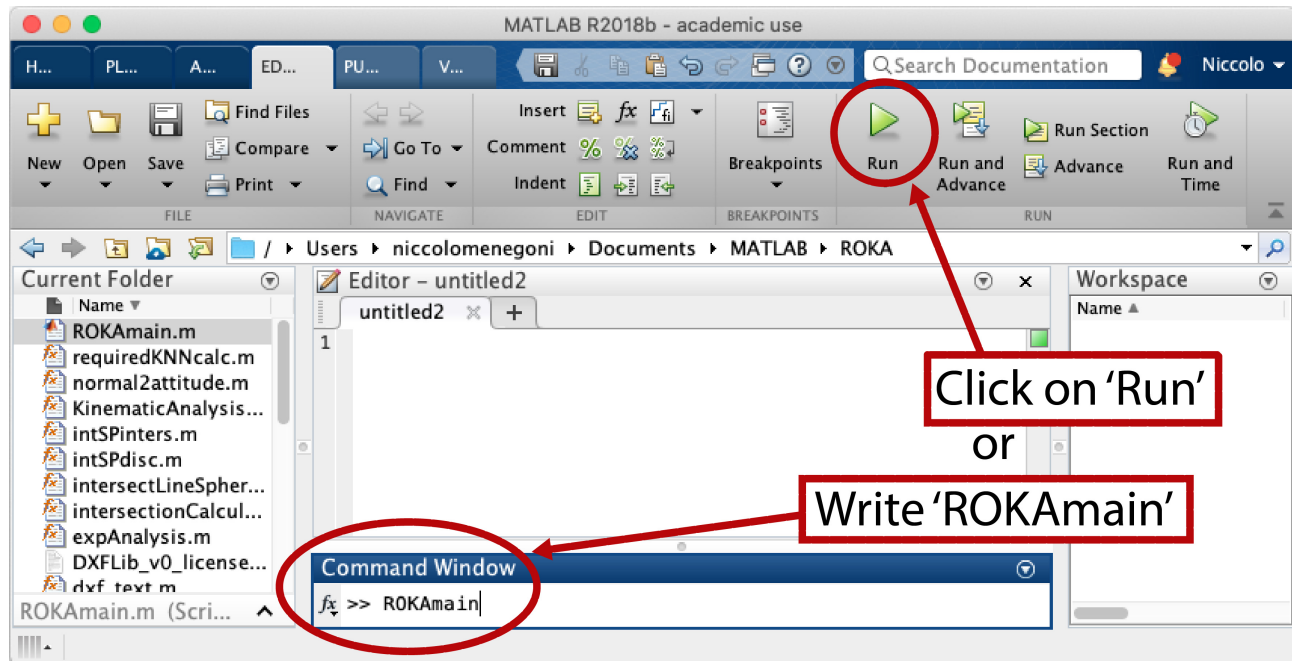 MATLAB R2018b - academic use
H... PL... A... ED... PU... V... Search Documentation Niccolo
New Open Save Find Files Compare Print
FILE
Go To Find
NAVIGATE
Insert fx fi
Comment
Indent
EDIT
Breakpoints
BREAKPOINTS
Run Run and Advance Run Section Advance Run and Time
RUN
/ Users niccolomenegoni Documents MATLAB ROKA
Current Folder
Name
ROKAmain.m
requiredKNNcalc.m
normal2attitude.m
KinematicAnalysis...
intSPinters.m
intSPdisc.m
intersectLineSpher...
intersectionCalcul...
expAnalysis.m
DXFLib_v0_license...
dxf_text.m
ROKAmain.m (Scri...
Editor – untitled2
untitled2 +
1
Workspace
Name
Click on ‘Run’
or
Write ‘ROKAmain’
Command Window
fx >> ROKAmain